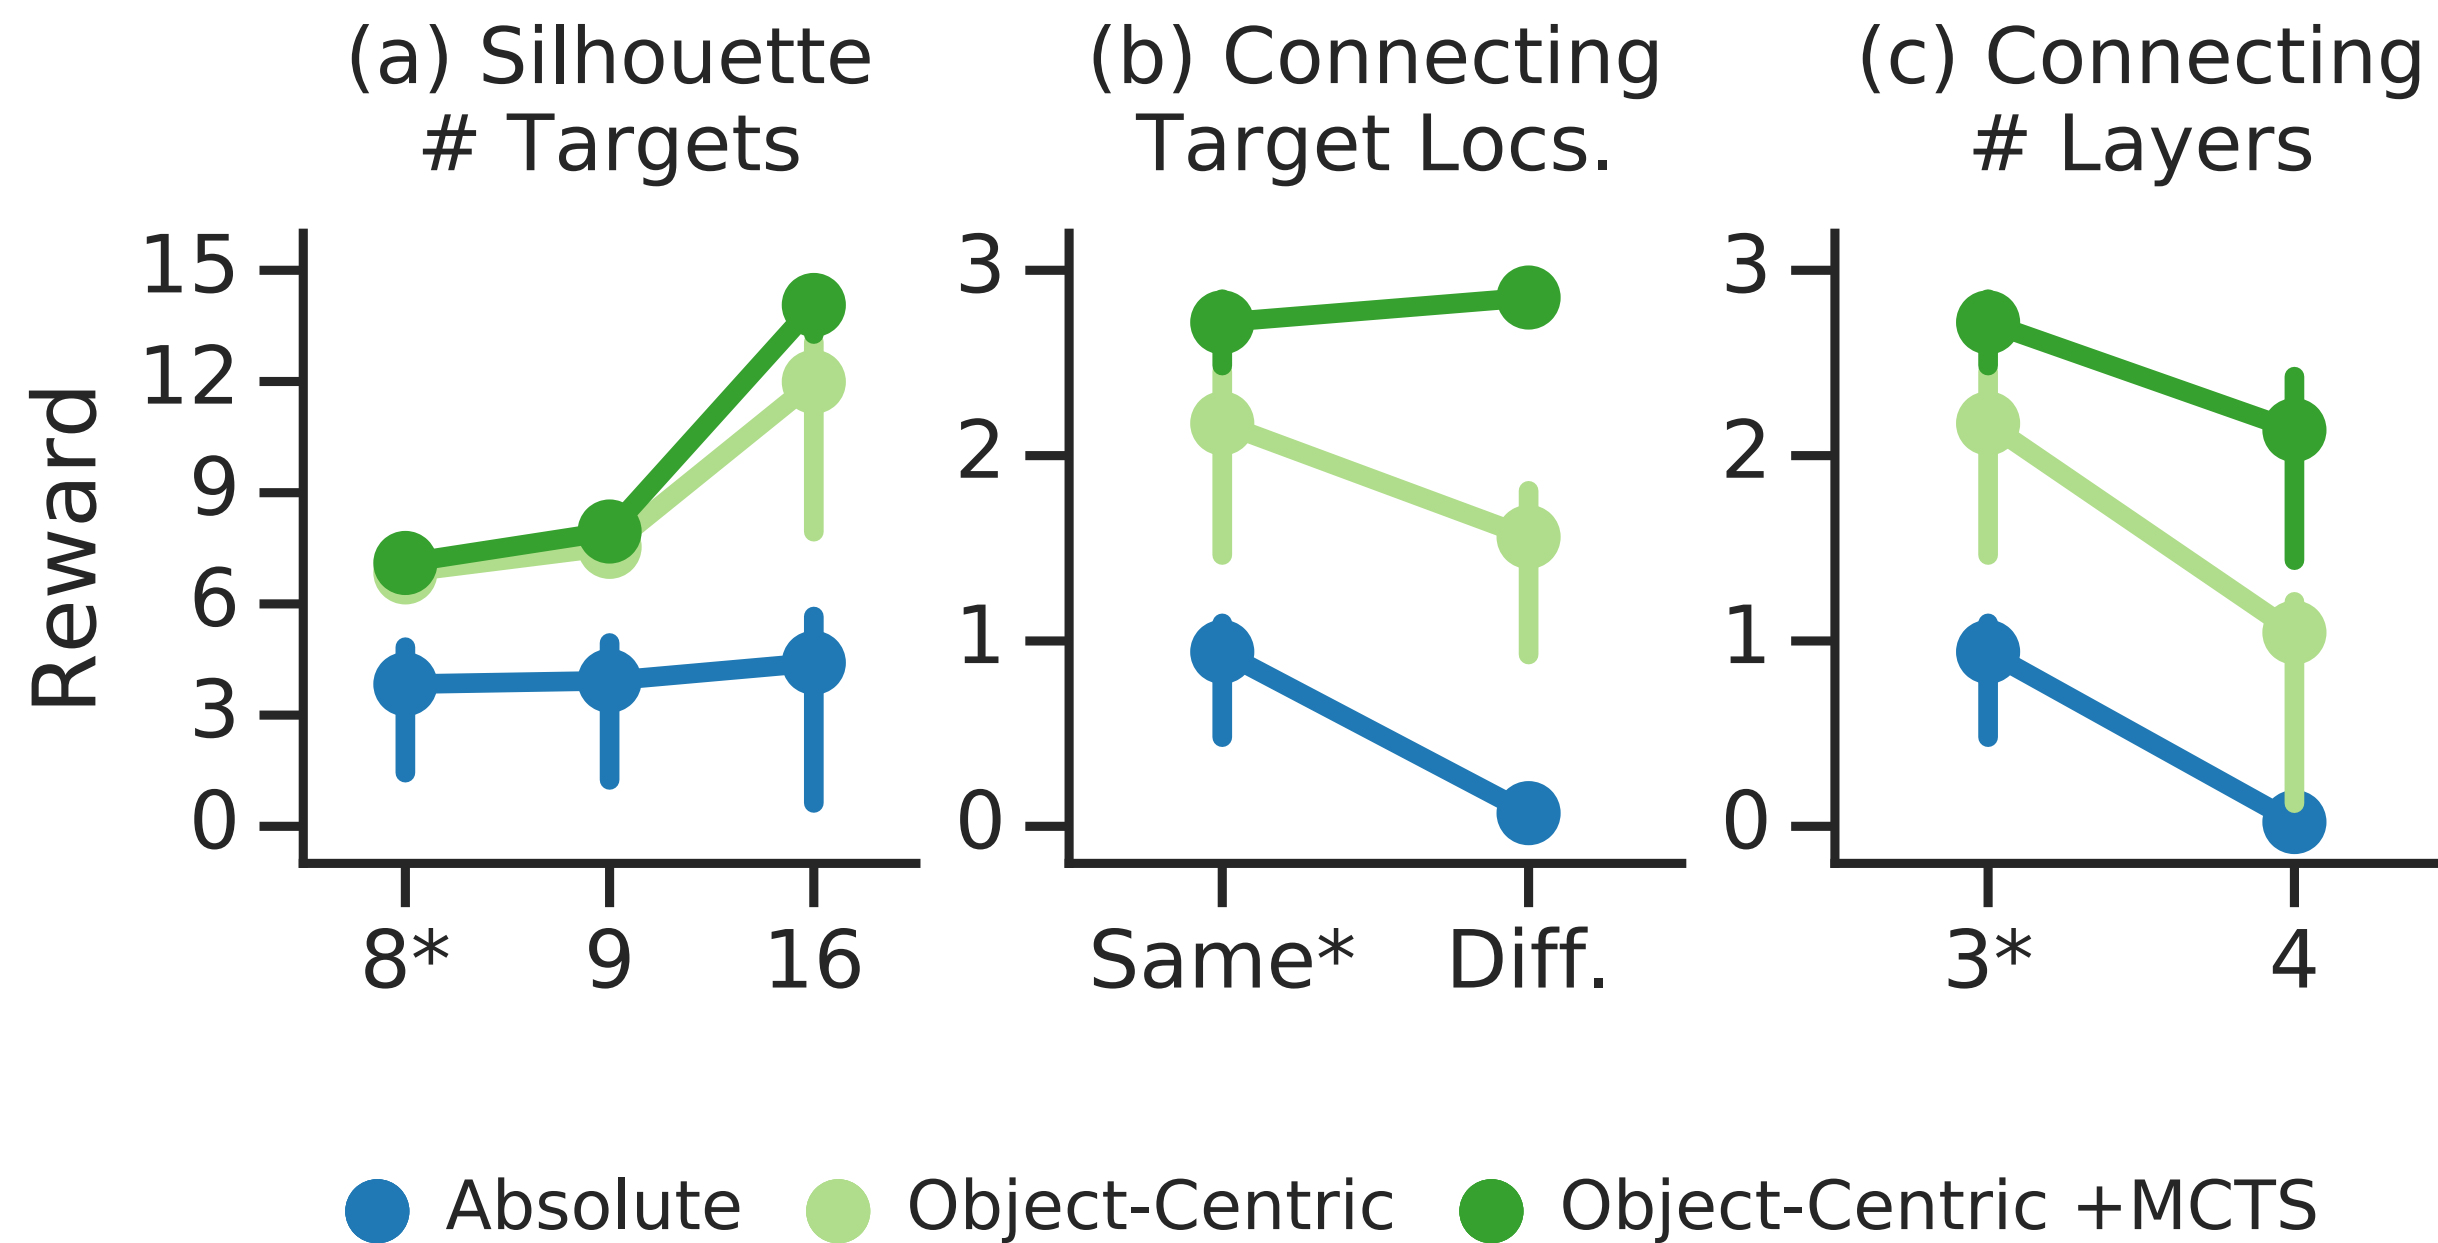 (a) Silhouette
# Targets
(b) Connecting
Target Locs.
(c) Connecting
# Layers
Reward
15
12
9
6
3
0
8* 9 16
3
2
1
0
Same* Diff.
3
2
1
0
3* 4
Absolute Object-Centric Object-Centric +MCTS